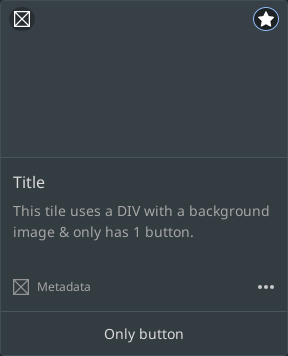 Title
This tile uses a DIV with a background
image & only has 1 button.
Metadata
Only button